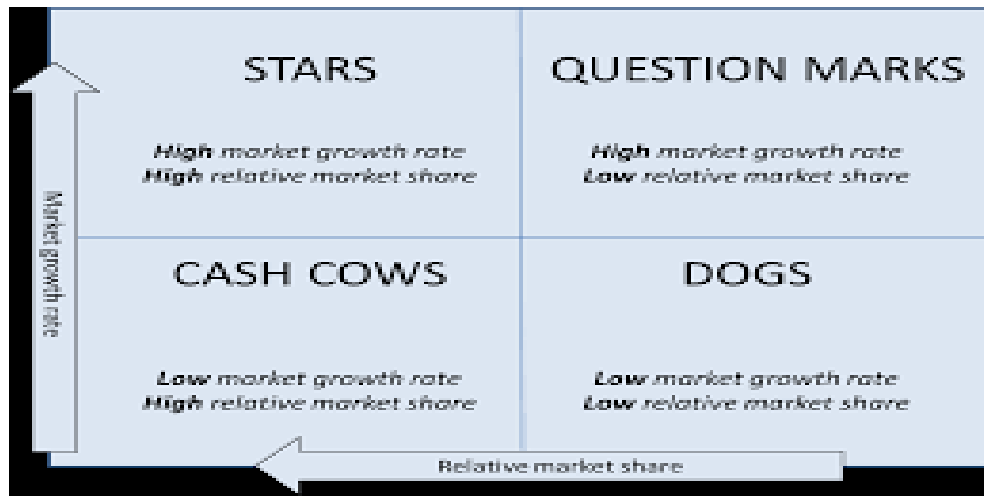 STARS
High market growth rate
High relative market share
QUESTION MARKS
High market growth rate
Low relative market share
CASH COWS
Low market growth rate
High relative market share
DOGS
Low market growth rate
Low relative market share
Market growth rate
Relative market share